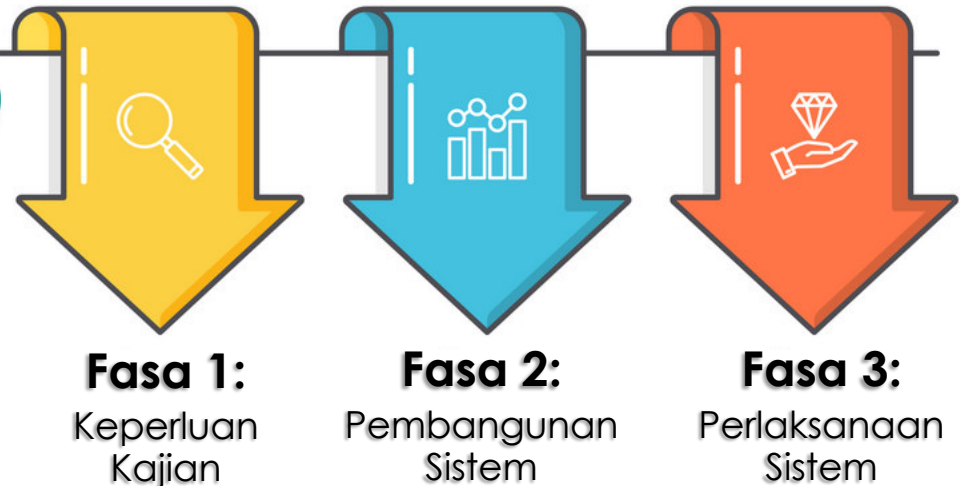 Fasa 1:
Keperluan
Kajian
Fasa 2:
Pembangunan
Sistem
Fasa 3:
Perlaksanaan
Sistem